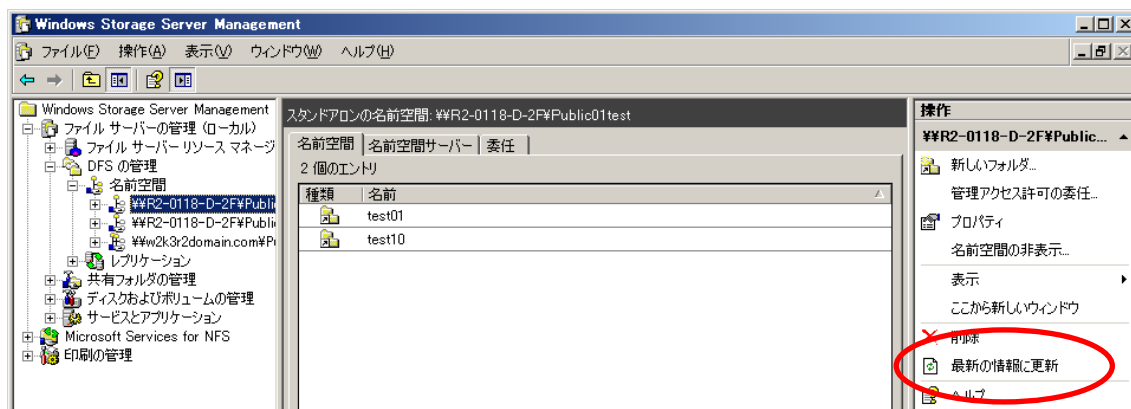 Windows Storage Server Management
ファイル(F) 操作(A) 表示(V) ウィンドウ(W) ヘルプ(H)
Windows Storage Server Management
ファイル サーバーの管理 (ローカル)
ファイル サーバー リソース マネージ
DFS の管理
名前空間
¥¥R2-0118-D-2F¥Publi
¥¥R2-0118-D-2F¥Publi
¥¥w2k3r2domain.com¥P
レプリケーション
共有フォルダの管理
ディスクおよびボリュームの管理
サービスとアプリケーション
Microsoft Services for NFS
印刷の管理
スタンドアロンの名前空間: ¥¥R2-0118-D-2F¥Public01test
名前空間 名前空間サーバー 委任
2 個のエントリ
種類 名前
test01
test10
操作
¥¥R2-0118-D-2F¥Public...
新しいフォルダ...
管理アクセス許可の委任...
プロパティ
名前空間の非表示...
表示
ここから新しいウィンドウ
削除
最新の情報に更新
ヘルプ